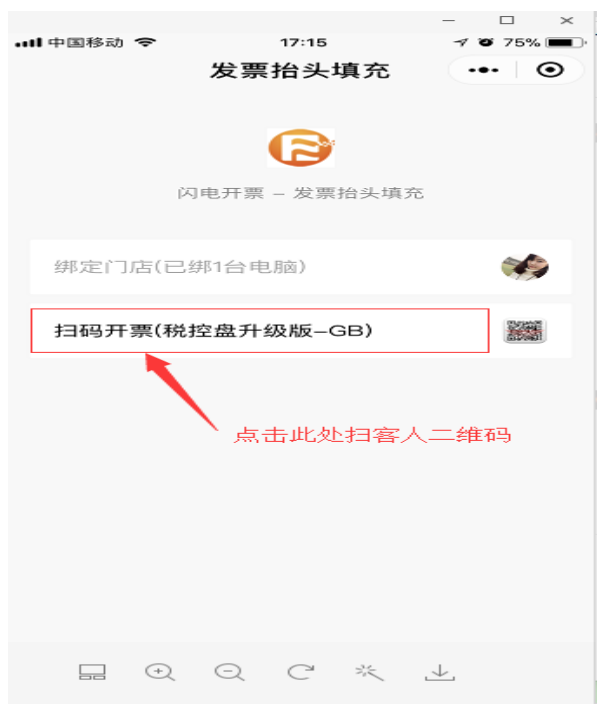 中国移动 17:15 75%
发票抬头填充
闪电开票 – 发票抬头填充
绑定门店(已绑1台电脑)
扫码开票(税控盘升级版–GB)
点击此处扫客人二维码